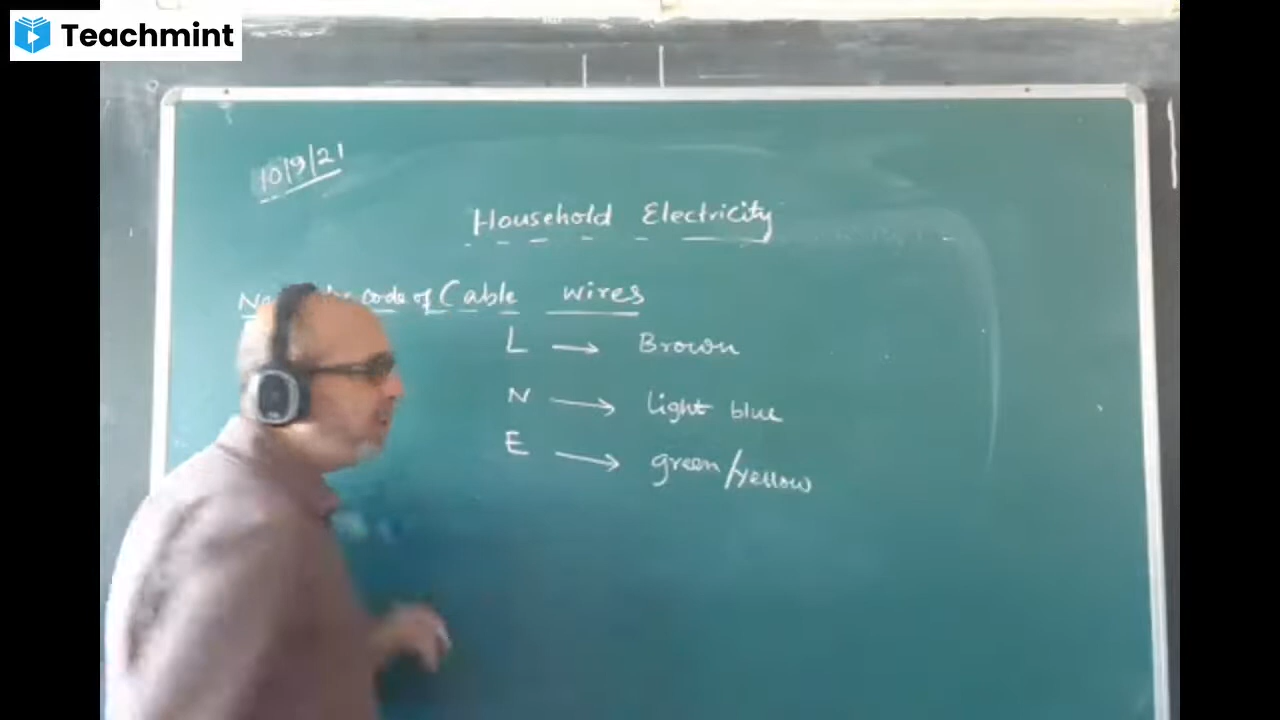 Teachmint
10/9/21
Household Electricity
code of Cable wires
L → Brown
N → light blue
E → green/yellow